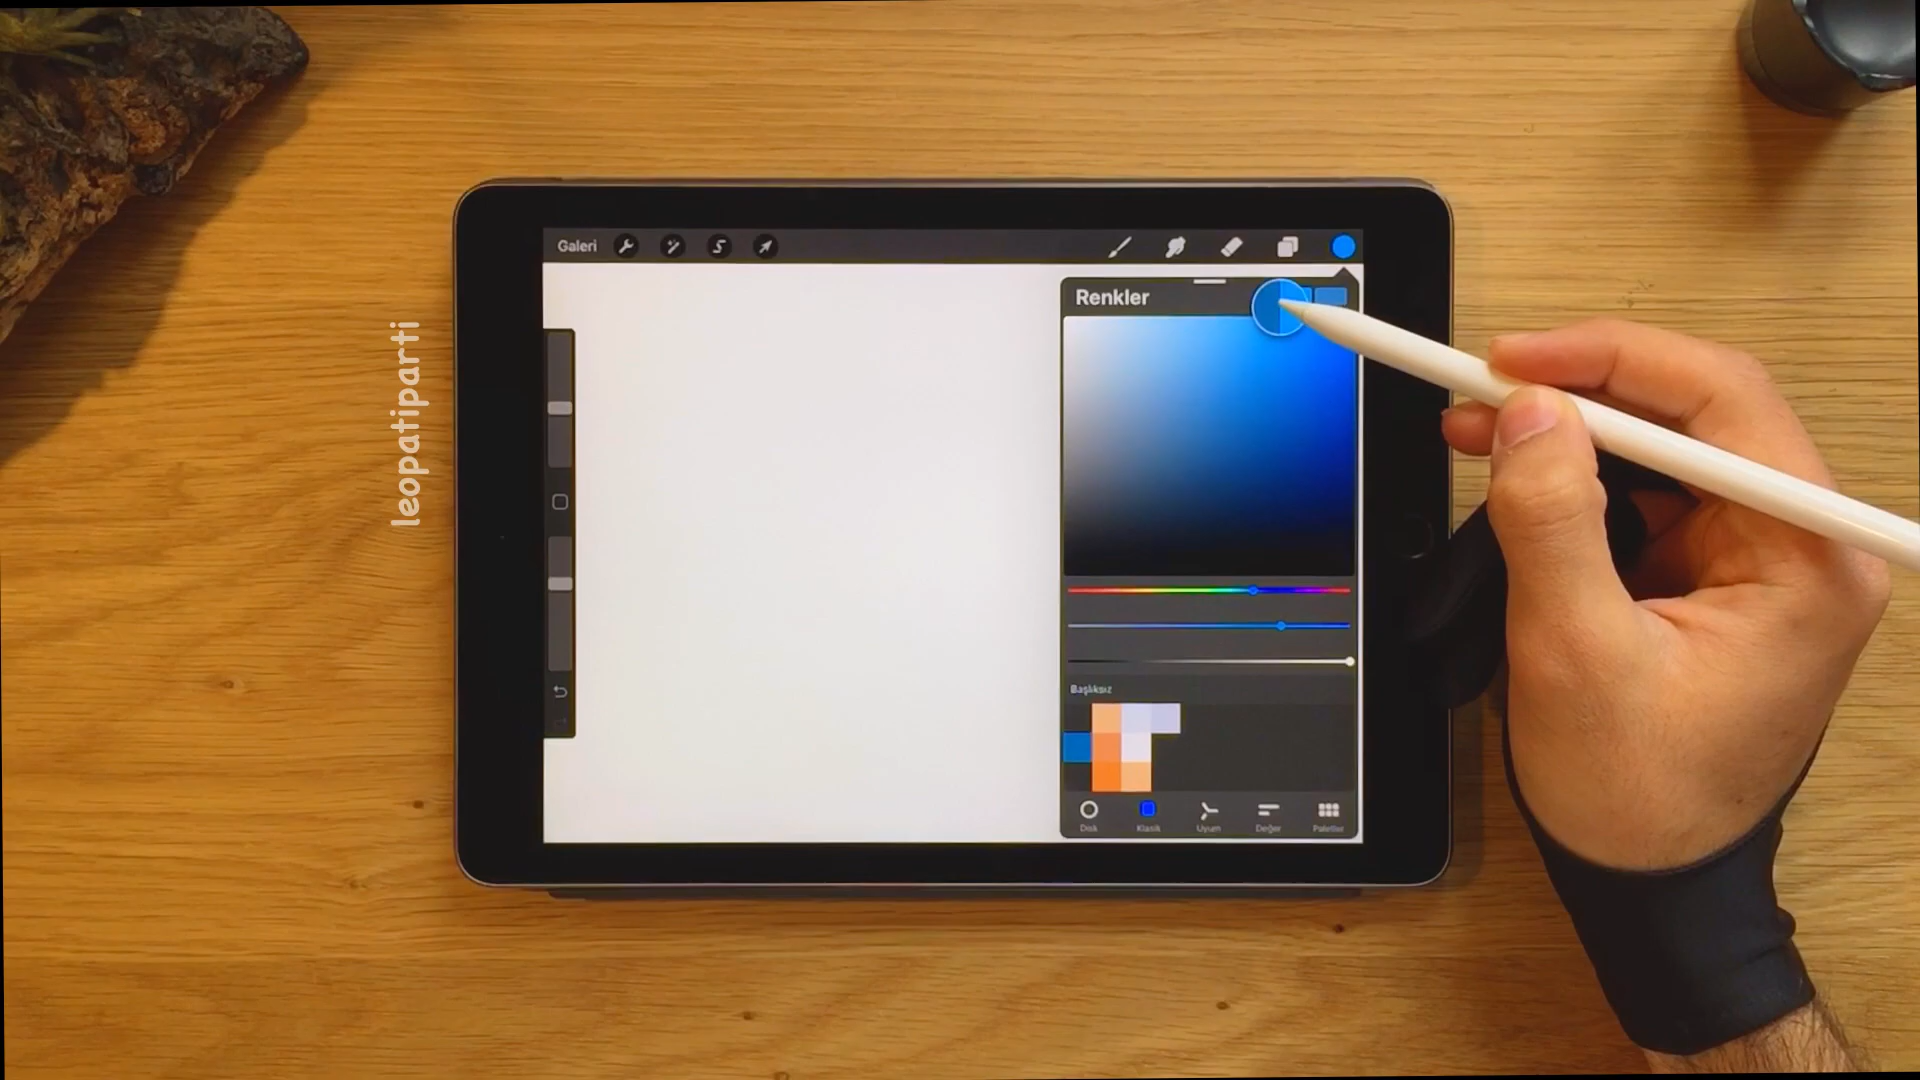 Galeri
Renkler
leopatiparti
Başlıksız
Disk
Klasik
Uyum
Değer
Paletler